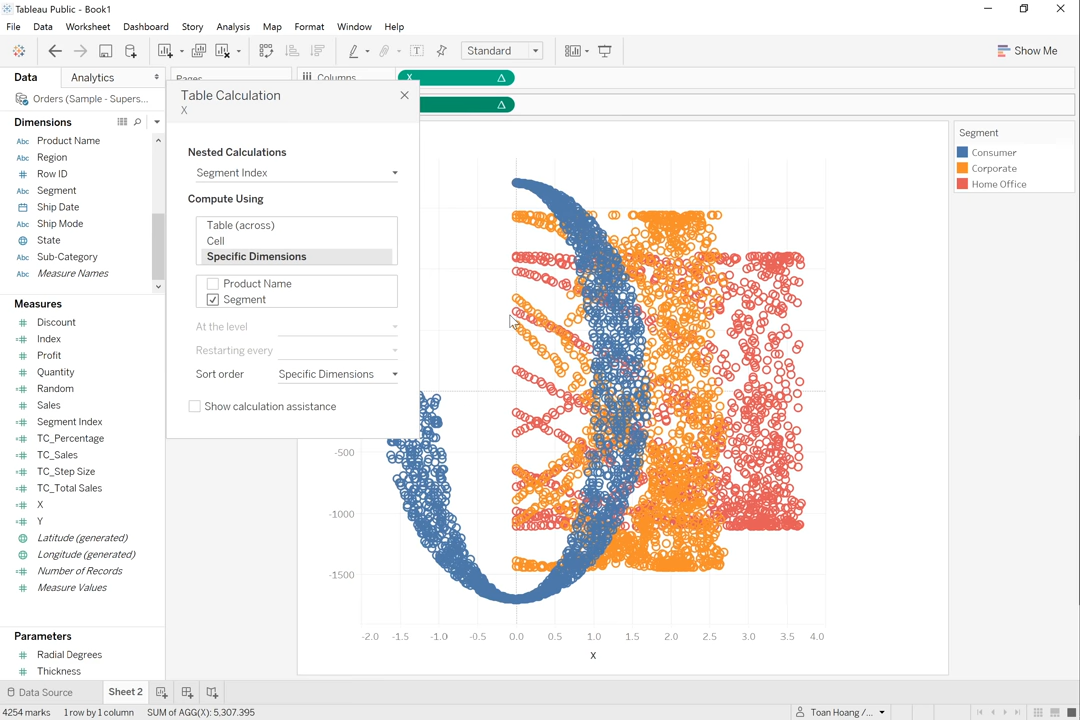 Tableau Public - Book1
File Data Worksheet Dashboard Story Analysis Map Format Window Help
Standard
Show Me
Data Analytics
Pages
Columns
X
Orders (Sample - Supers...
Dimensions
Abc Product Name
Abc Region
Row ID
Abc Segment
Ship Date
Abc Ship Mode
State
Abc Sub-Category
Abc Measure Names
Measures
Discount
Index
Profit
Quantity
Random
Sales
Segment Index
TC_Percentage
TC_Sales
TC_Step Size
TC_Total Sales
X
Y
Latitude (generated)
Longitude (generated)
Number of Records
Measure Values
Parameters
Radial Degrees
Thickness
Table Calculation
X
Nested Calculations
Segment Index
Compute Using
Table (across)
Cell
Specific Dimensions
Product Name
Segment
At the level
Restarting every
Sort order Specific Dimensions
Show calculation assistance
-500
-1000
-1500
-2.0 -1.5 -1.0 -0.5 0.0 0.5 1.0 1.5 2.0 2.5 3.0 3.5 4.0
X
Segment
Consumer
Corporate
Home Office
Data Source Sheet 2
4254 marks 1 row by 1 column SUM of AGG(X): 5,307.395
Toan Hoang /...